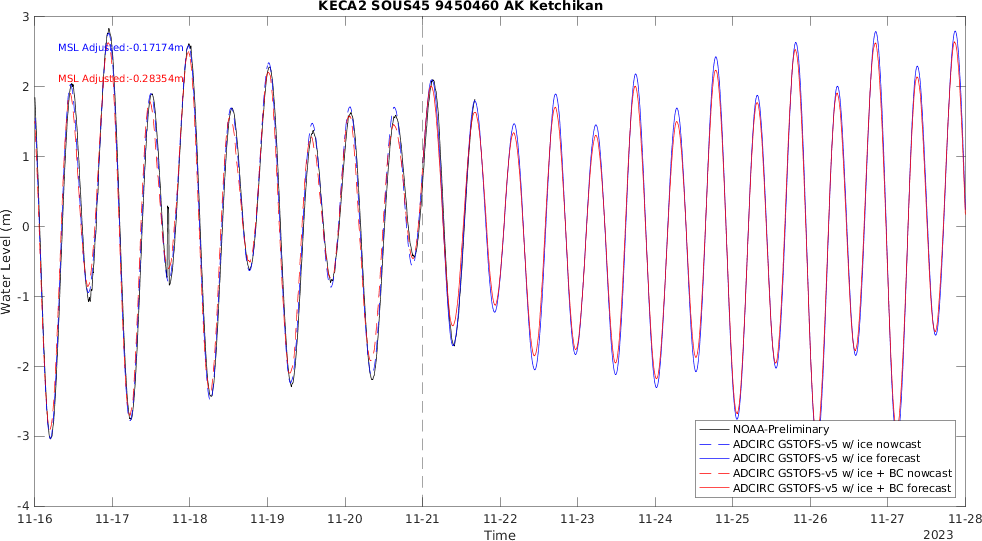 KECA2 SOUS45 9450460 AK Ketchikan
MSL Adjusted:-0.17174m
MSL Adjusted:-0.28354m
Water Level (m)
3
2
1
0
-1
-2
-3
-4
NOAA-Preliminary
ADCIRC GSTOFS-v5 w/ ice nowcast
ADCIRC GSTOFS-v5 w/ ice forecast
ADCIRC GSTOFS-v5 w/ ice + BC nowcast
ADCIRC GSTOFS-v5 w/ ice + BC forecast
11-16 11-17 11-18 11-19 11-20 11-21 11-22 11-23 11-24 11-25 11-26 11-27 11-28
Time
2023